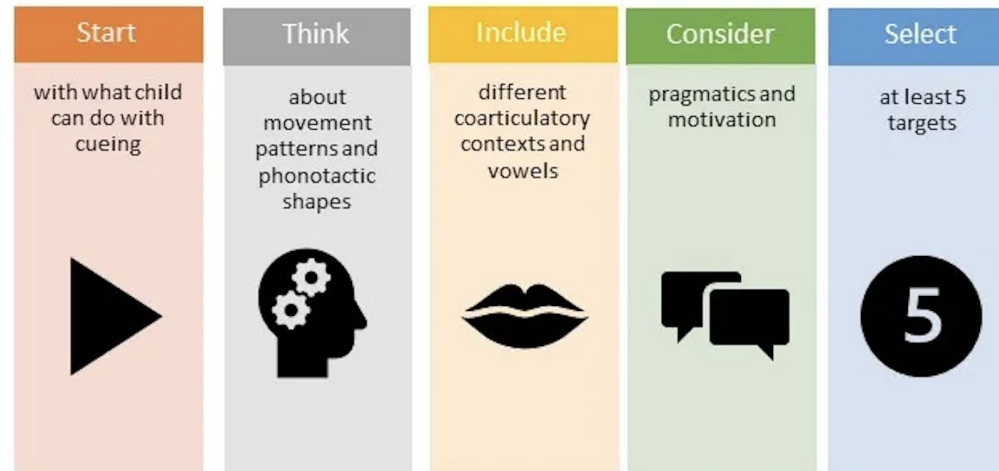 Start
with what child
can do with
cueing
Think
about
movement
patterns and
phonotactic
shapes
Include
different
coarticulatory
contexts and
vowels
Consider
pragmatics and
motivation
Select
at least 5
targets
5